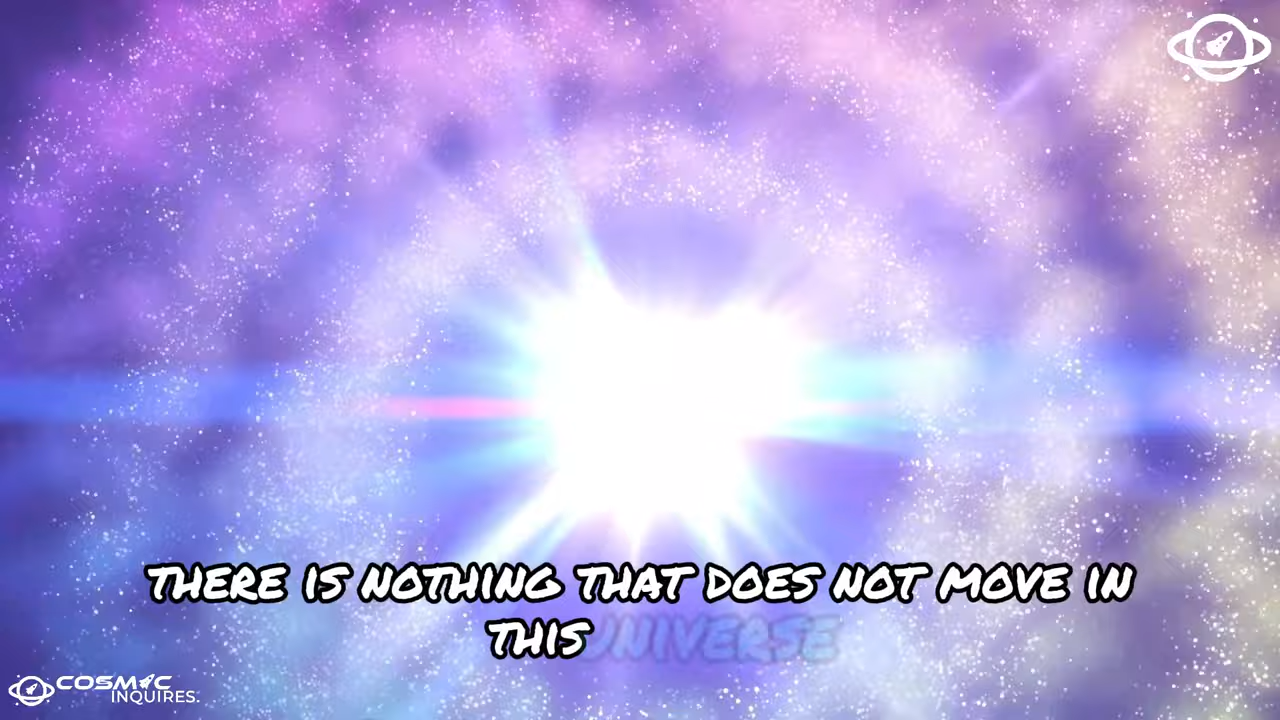 THERE IS NOTHING THAT DOES NOT MOVE IN
THIS UNIVERSE
COSMIC
INQUIRES.